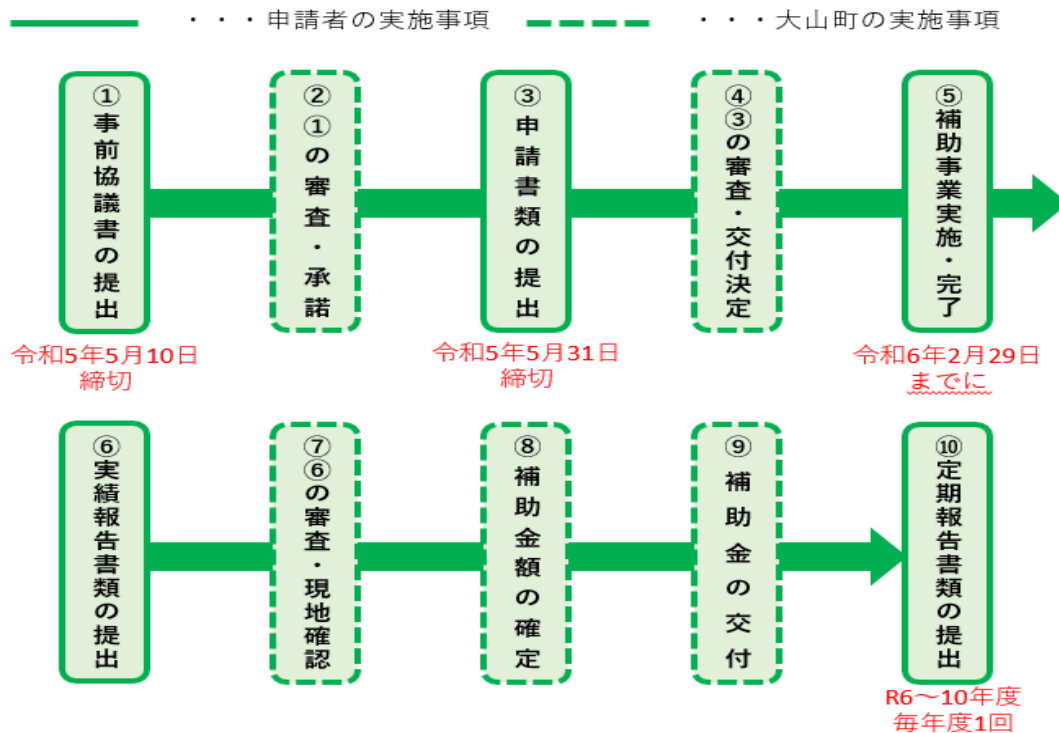 ・・・申請者の実施事項
・・・大山町の実施事項
①事前協議書の提出
②①の審査・承諾
③申請書類の提出
④③の審査・交付決定
⑤補助事業実施・完了
令和5年5月10日
締切
令和5年5月31日
締切
令和6年2月29日
までに
⑥実績報告書類の提出
⑦⑥の審査・現地確認
⑧補助金額の確定
⑨補助金の交付
⑩定期報告書類の提出
R6~10年度
毎年度1回